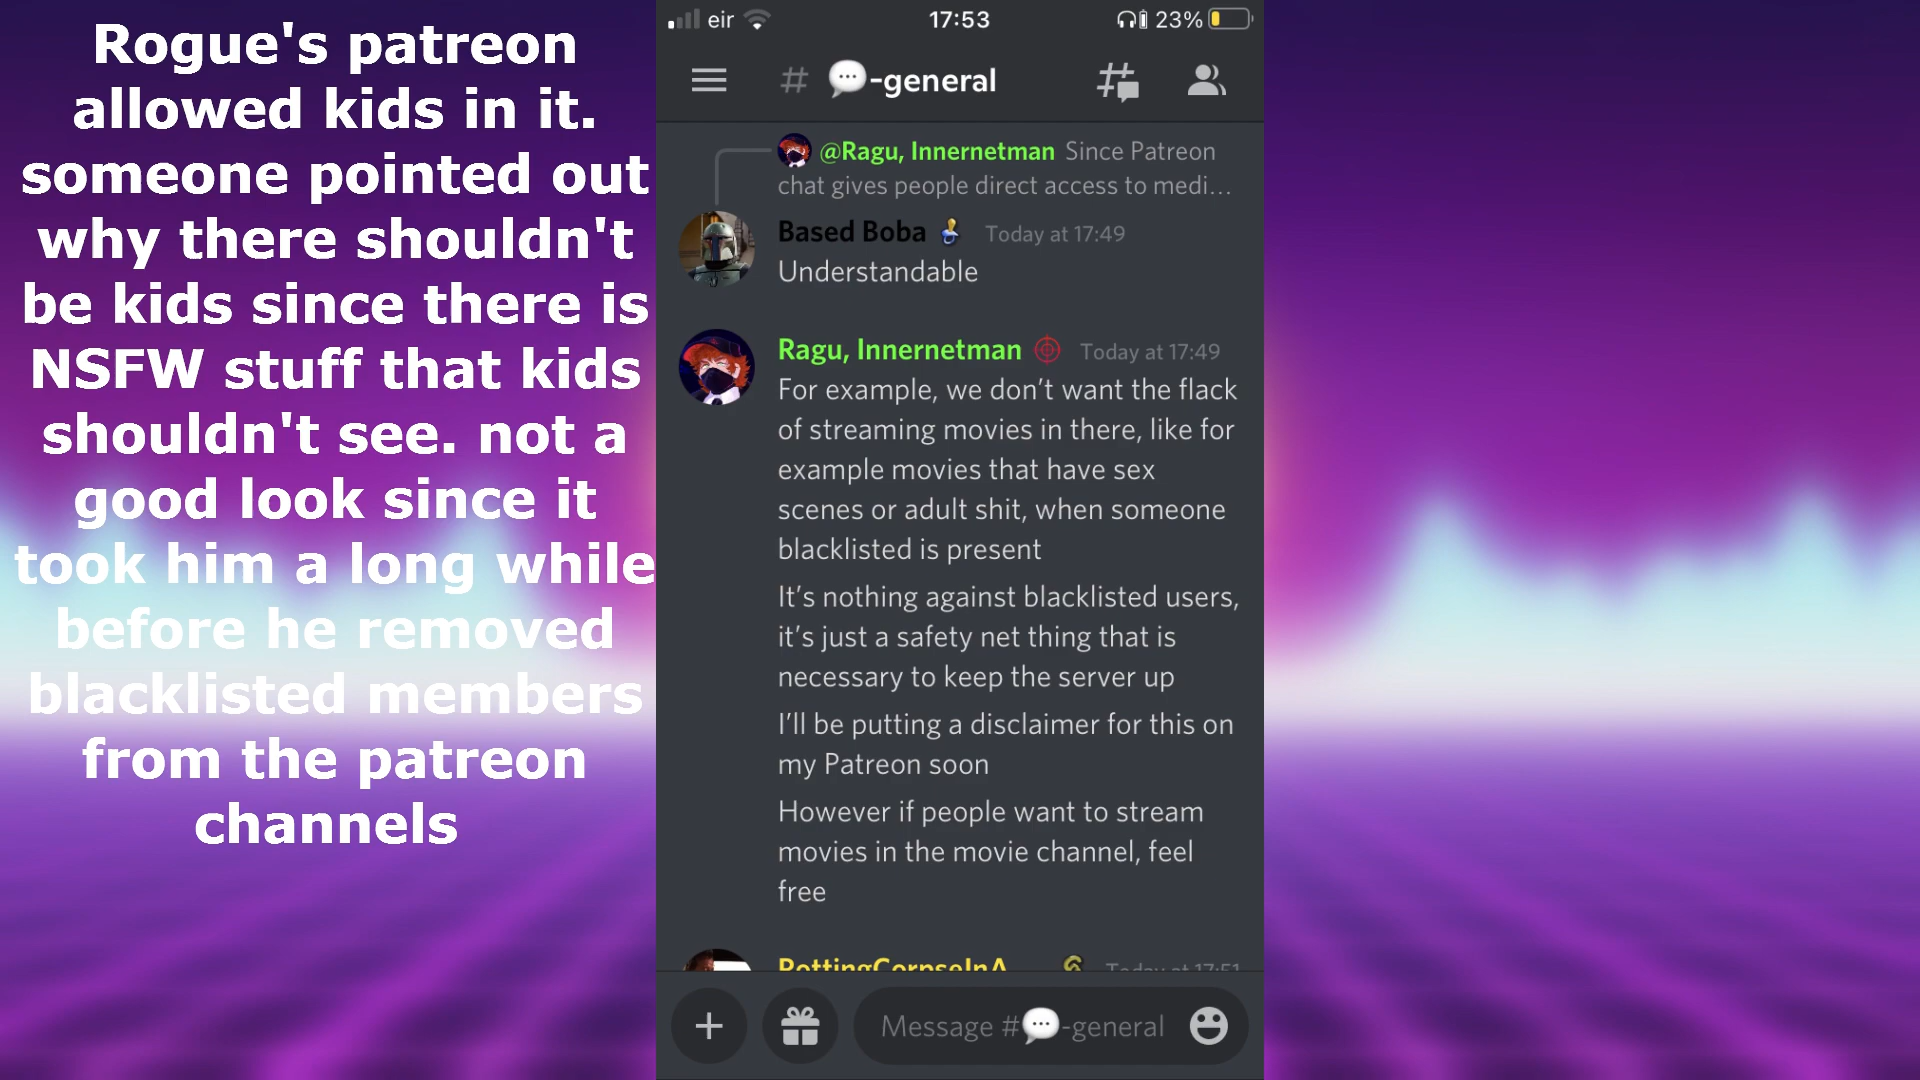 Rogue's patreon
allowed kids in it.
someone pointed out
why there shouldn't
be kids since there is
NSFW stuff that kids
shouldn't see. not a
good look since it
took him a long while
before he removed
blacklisted members
from the patreon
channels
eir 17:53 23%
# 💬-general
@Ragu, Innernetman Since Patreon
chat gives people direct access to medi...
Based Boba Today at 17:49
Understandable
Ragu, Innernetman Today at 17:49
For example, we don’t want the flack
of streaming movies in there, like for
example movies that have sex
scenes or adult shit, when someone
blacklisted is present
It’s nothing against blacklisted users,
it’s just a safety net thing that is
necessary to keep the server up
I’ll be putting a disclaimer for this on
my Patreon soon
However if people want to stream
movies in the movie channel, feel
free
RottingCorpseInA Today at 17:51
Message #💬-general